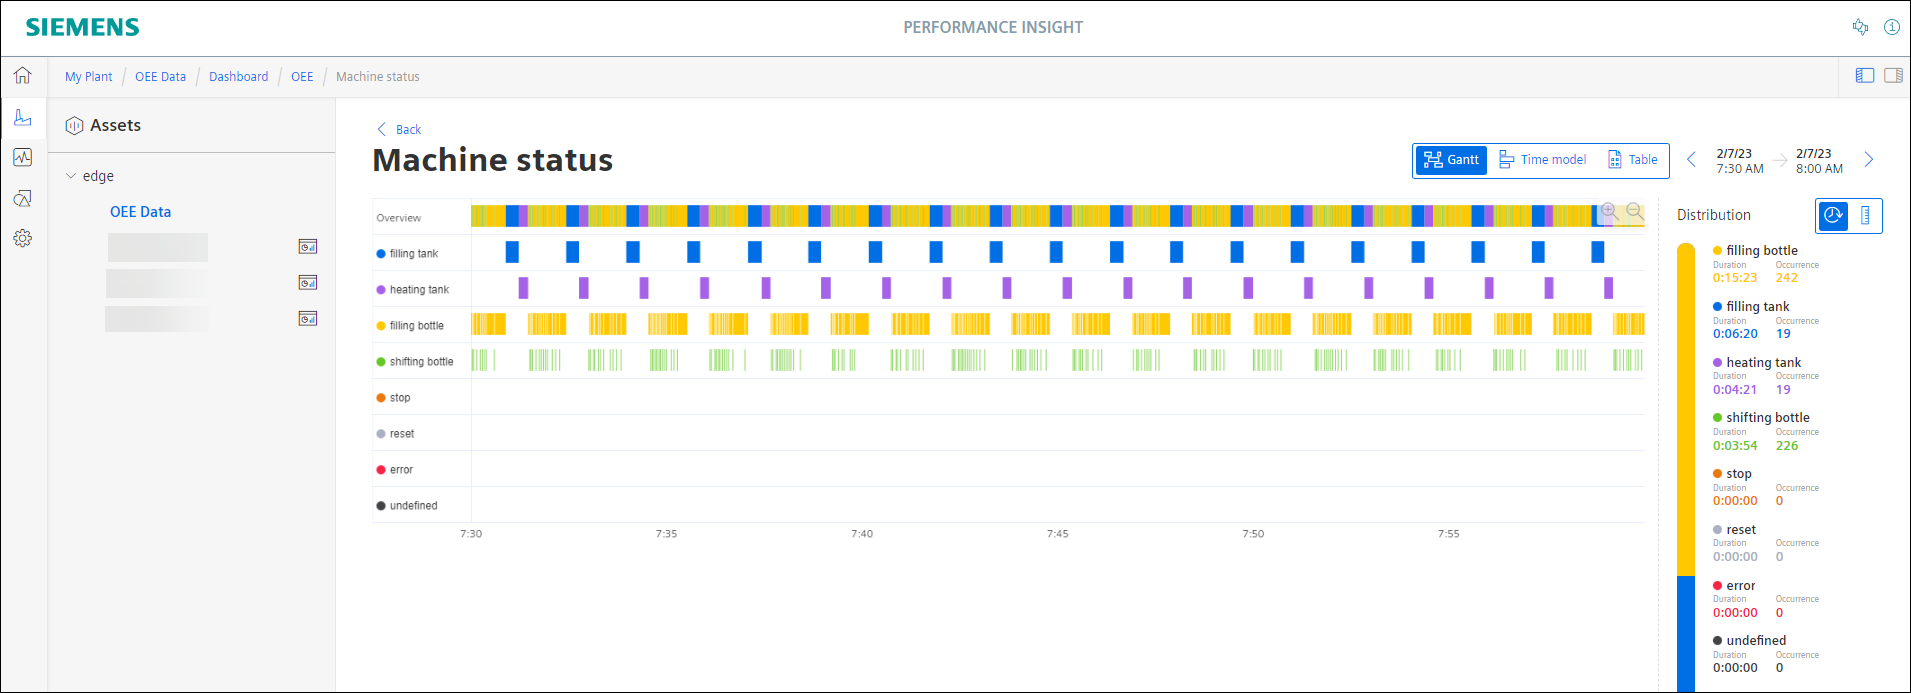 SIEMENS
PERFORMANCE INSIGHT
My Plant / OEE Data / Dashboard / OEE / Machine status
Assets
edge
OEE Data
Back
Machine status
Gantt Time model Table
2/7/23 2/7/23
7:30 AM 8:00 AM
Overview
filling tank
heating tank
filling bottle
shifting bottle
stop
reset
error
undefined
7:30 7:35 7:40 7:45 7:50 7:55
Distribution
filling bottle
Duration Occurrence
0:15:23 242
filling tank
Duration Occurrence
0:06:20 19
heating tank
Duration Occurrence
0:04:21 19
shifting bottle
Duration Occurrence
0:03:54 226
stop
Duration Occurrence
0:00:00 0
reset
Duration Occurrence
0:00:00 0
error
Duration Occurrence
0:00:00 0
undefined
Duration Occurrence
0:00:00 0